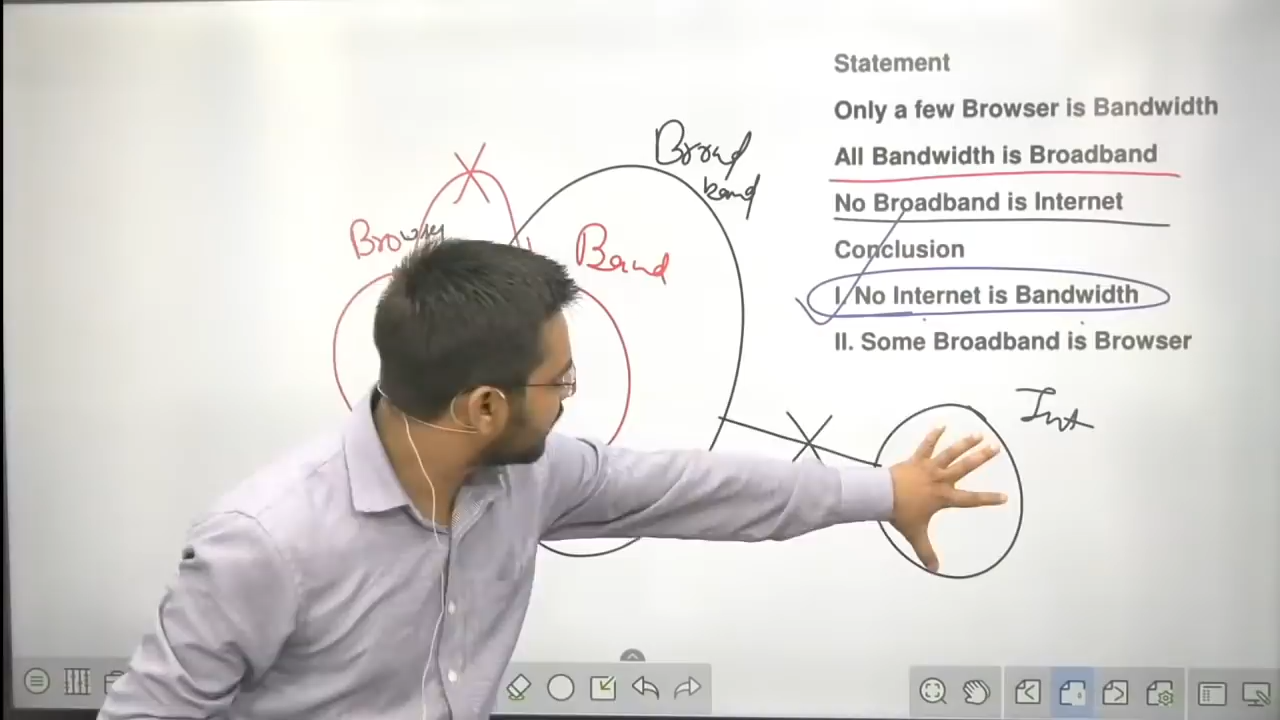 Statement
Only a few Browser is Bandwidth
All Bandwidth is Broadband
No Broadband is Internet
Conclusion
I. No Internet is Bandwidth
II. Some Broadband is Browser
Broad
band
Band
Int